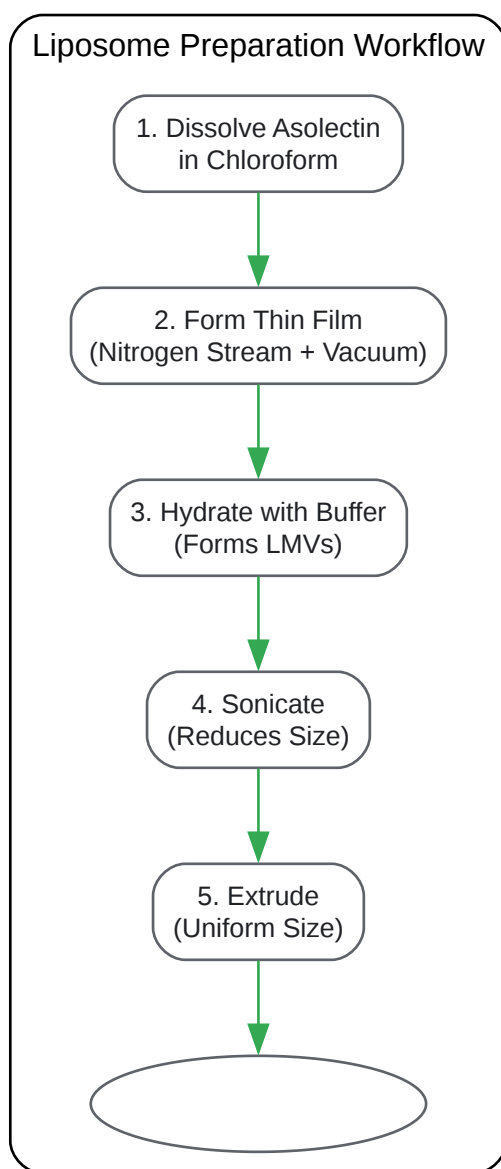 Liposome Preparation Workflow
1. Dissolve Asolectin
in Chloroform
2. Form Thin Film
(Nitrogen Stream + Vacuum)
3. Hydrate with Buffer
(Forms LMVs)
4. Sonicate
(Reduces Size)
5. Extrude
(Uniform Size)